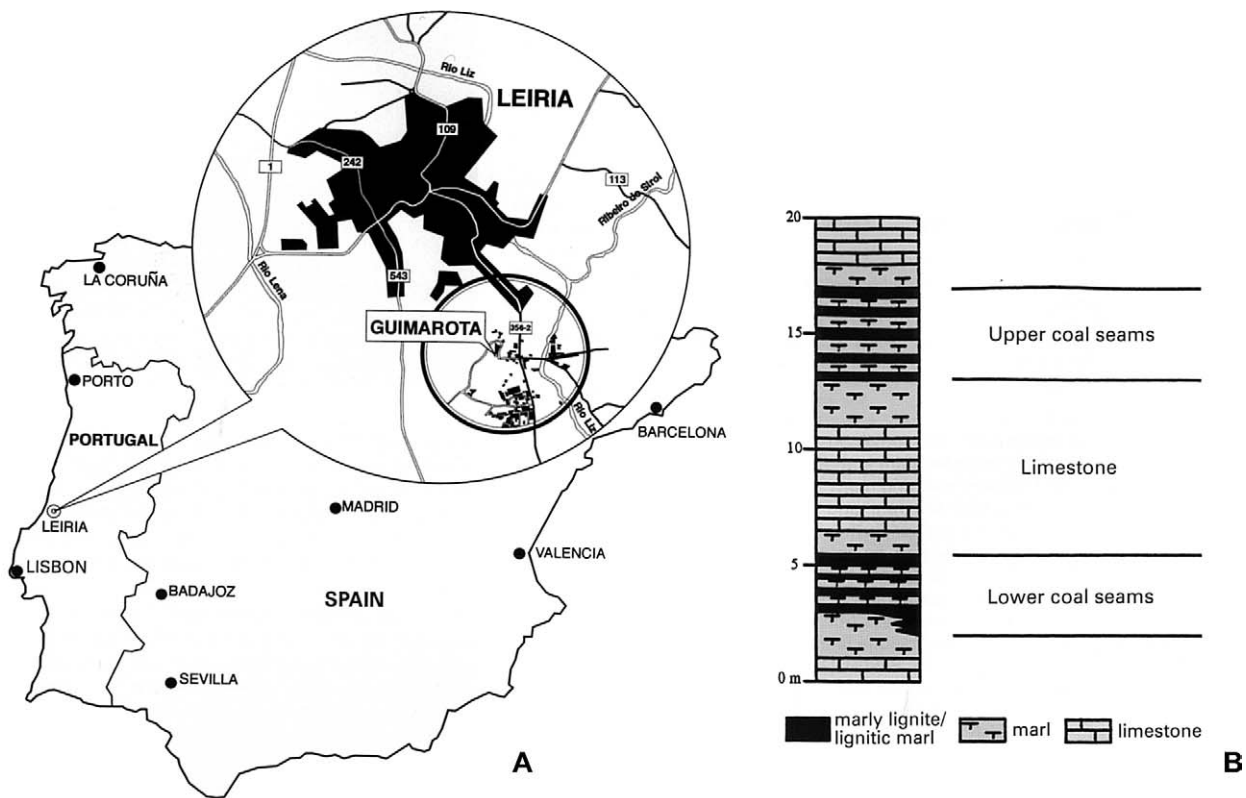 Rio Liz
LEIRIA
109
1
242
113
Ribeiro do Sirol
LA CORUÑA
Rio Lena
543
GUIMAROTA
356-2
PORTO
Rio Liz
PORTUGAL
BARCELONA
MADRID
LEIRIA
VALENCIA
LISBON
BADAJOZ
SPAIN
SEVILLA
A
20
15
Upper coal seams
10
Limestone
5
Lower coal seams
0 m
marly lignite/
lignitic marl
marl
limestone
B